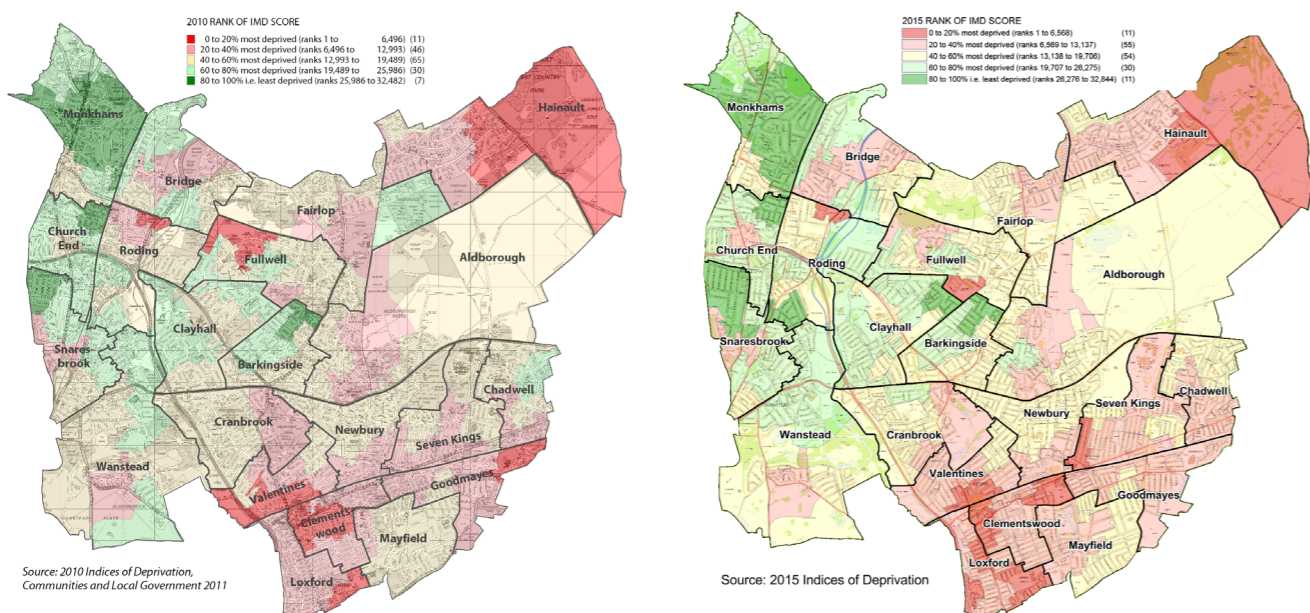 2010 RANK OF IMD SCORE
0 to 20% most deprived (ranks 1 to 6,496) (11)
20 to 40% most deprived (ranks 6,496 to 12,993) (46)
40 to 60% most deprived (ranks 12,993 to 19,489) (65)
60 to 80% most deprived (ranks 19,489 to 25,986) (30)
80 to 100% i.e. least deprived (ranks 25,986 to 32,482) (7)
Monkhams
Hainault
Bridge
Fairlop
Church
End
Roding
Fullwell
Aldborough
Clayhall
Snares-
brook
Barkingside
Chadwell
Cranbrook
Newbury
Seven Kings
Wanstead
Valentines
Goodmayes
Clements-
wood
Mayfield
Loxford
Source: 2010 Indices of Deprivation,
Communities and Local Government 2011
2015 RANK OF IMD SCORE
0 to 20% most deprived (ranks 1 to 6,568) (11)
20 to 40% most deprived (ranks 6,569 to 13,137) (55)
40 to 60% most deprived (ranks 13,138 to 19,706) (54)
60 to 80% most deprived (ranks 19,707 to 26,275) (30)
80 to 100% i.e. least deprived (ranks 26,276 to 32,844) (11)
Monkhams
Hainault
Bridge
Fairlop
Church End
Roding
Fullwell
Aldborough
Clayhall
Snaresbrook
Barkingside
Chadwell
Seven Kings
Newbury
Wanstead
Cranbrook
Valentines
Goodmayes
Clementswood
Mayfield
Loxford
Source: 2015 Indices of Deprivation